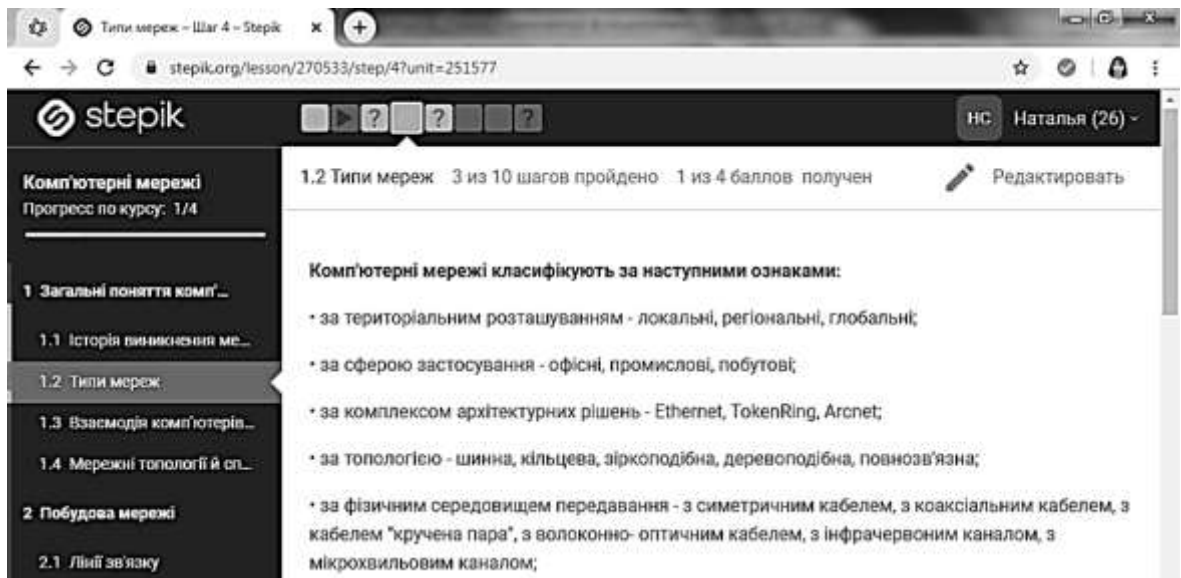 Типи мереж – Шаг 4 – Stepik
stepik.org/lesson/270533/step/4?unit=251577
stepik
НС Наталья (26)
Комп'ютерні мережі
Прогресс по курсу: 1/4
1 Загальні поняття комп'...
1.1 Історія виникнення ме...
1.2 Типи мереж
1.3 Взаємодія комп'ютерів...
1.4 Мережні топології й сп...
2 Побудова мережі
2.1 Лінії зв'язку
1.2 Типи мереж 3 из 10 шагов пройдено 1 из 4 баллов получен
Редактировать
Комп'ютерні мережі класифікують за наступними ознаками:
• за територіальним розташуванням - локальні, регіональні, глобальні;
• за сферою застосування - офісні, промислові, побутові;
• за комплексом архітектурних рішень - Ethernet, TokenRing, Arcnet;
• за топологією - шинна, кільцева, зіркоподібна, деревоподібна, повнозв'язна;
• за фізичним середовищем передавання - з симетричним кабелем, з коаксіальним кабелем, з
кабелем "кручена пара", з волоконно- оптичним кабелем, з інфрачервоним каналом, з
мікрохвильовим каналом;